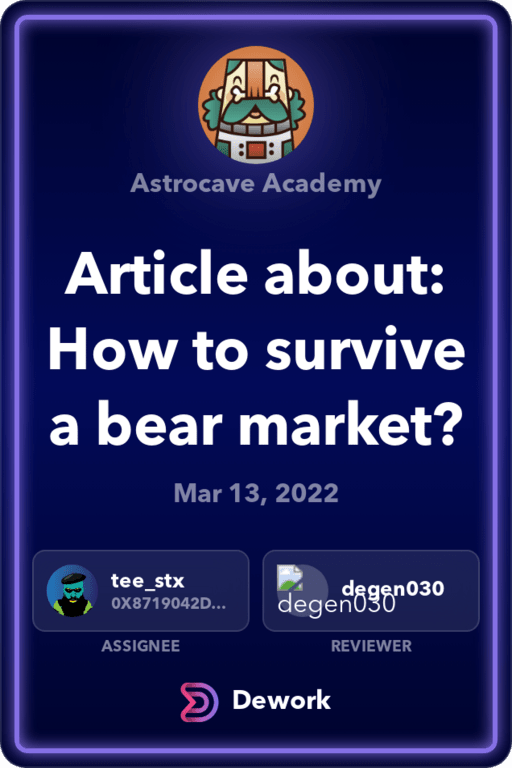 Astrocave Academy
Article about:
How to survive
a bear market?
Mar 13, 2022
tee_stx
0X8719042D...
degen030
degen030
ASSIGNEE
REVIEWER
Dework